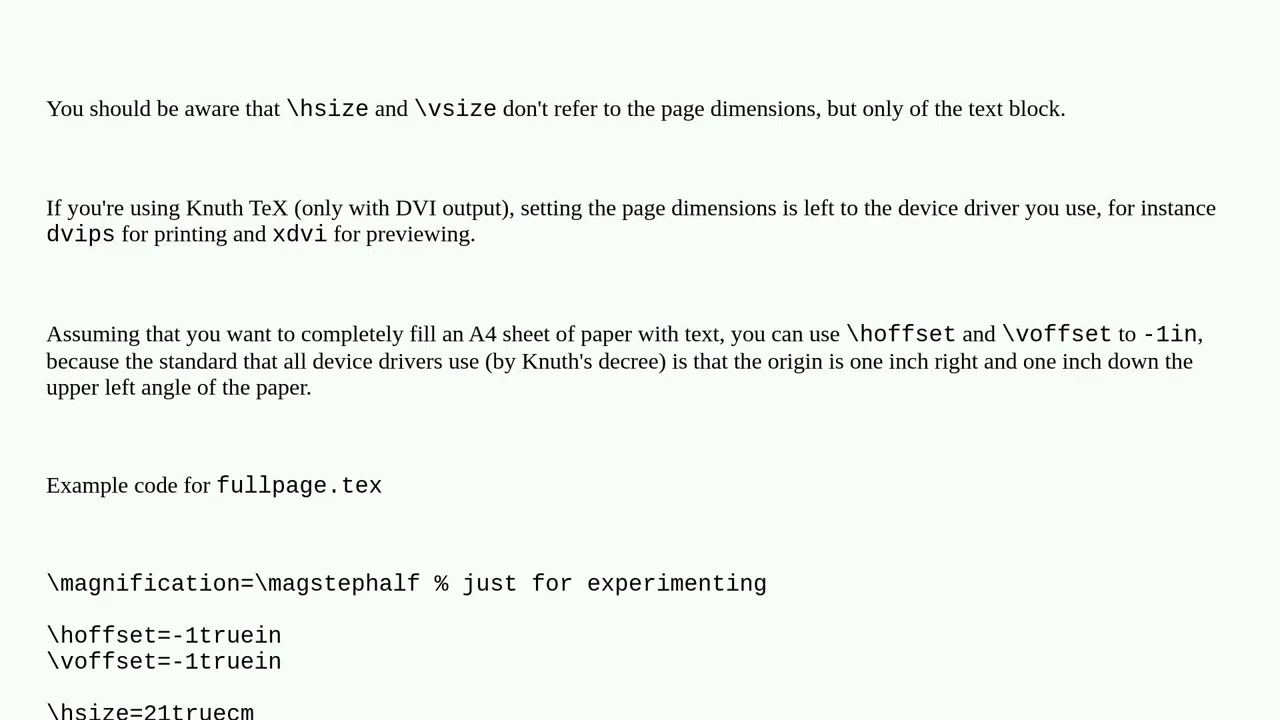 You should be aware that \hsize and \vsize don't refer to the page dimensions, but only of the text block.
If you're using Knuth TeX (only with DVI output), setting the page dimensions is left to the device driver you use, for instance
dvips for printing and xdvi for previewing.
Assuming that you want to completely fill an A4 sheet of paper with text, you can use \hoffset and \voffset to -1in,
because the standard that all device drivers use (by Knuth's decree) is that the origin is one inch right and one inch down the
upper left angle of the paper.
Example code for fullpage.tex
\magnification=\magstephalf % just for experimenting
\hoffset=-1truein
\voffset=-1truein
\hsize=21truecm